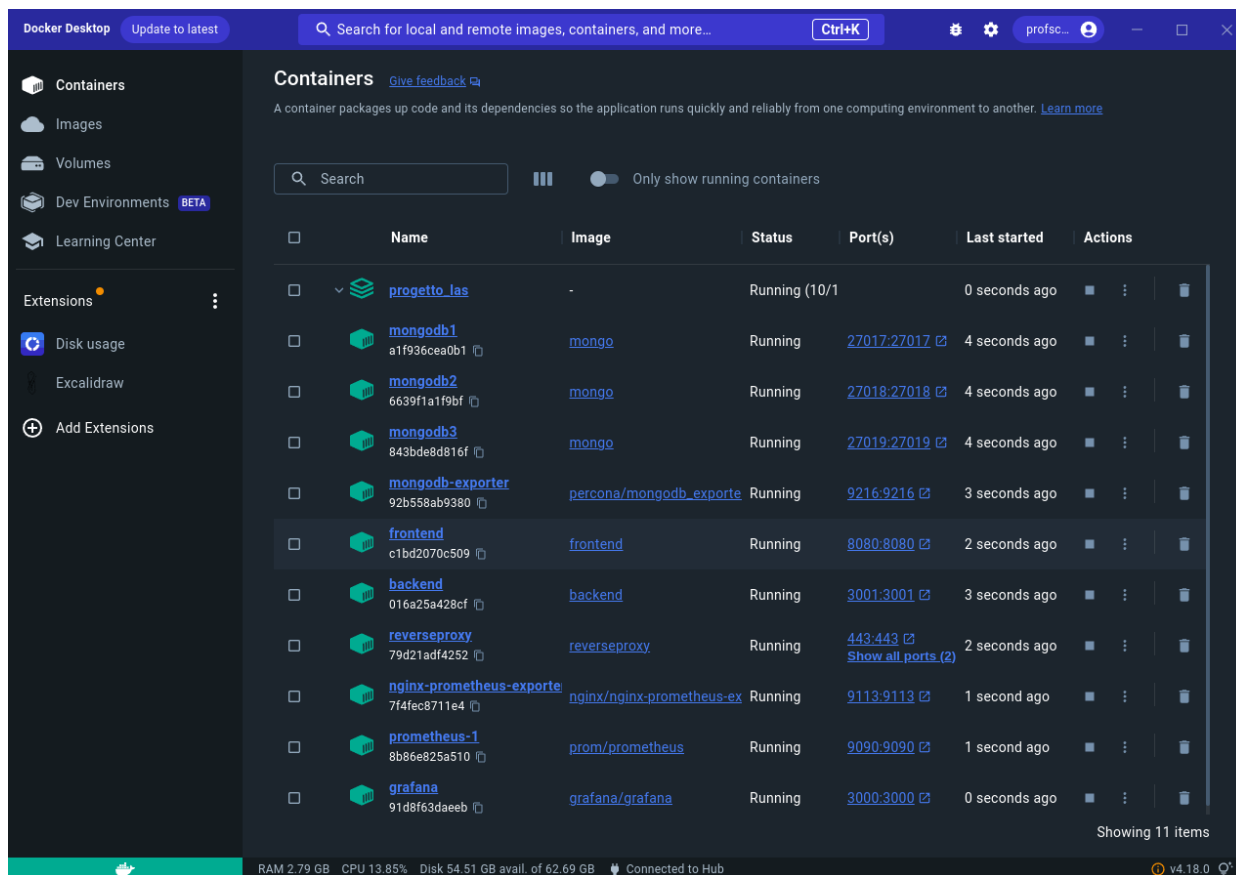 Docker Desktop Update to latest Search for local and remote images, containers, and more... Ctrl+K profsc...
Containers
Images
Volumes
Dev Environments BETA
Learning Center
Extensions
Disk usage
Excalidraw
Add Extensions
Containers Give feedback
A container packages up code and its dependencies so the application runs quickly and reliably from one computing environment to another. Learn more
Search Only show running containers
Name Image Status Port(s) Last started Actions
progetto_las - Running (10/1 0 seconds ago
mongodb1 mongo Running 27017:27017 4 seconds ago
a1f936cea0b1
mongodb2 mongo Running 27018:27018 4 seconds ago
6639f1a1f9bf
mongodb3 mongo Running 27019:27019 4 seconds ago
843bde8d816f
mongodb-exporter percona/mongodb_exporte Running 9216:9216 3 seconds ago
92b558ab9380
frontend frontend Running 8080:8080 2 seconds ago
c1bd2070c509
backend backend Running 3001:3001 3 seconds ago
016a25a428cf
reverseproxy reverseproxy Running 443:443 2 seconds ago
79d21adf4252 Show all ports (2)
nginx-prometheus-exporte nginx/nginx-prometheus-ex Running 9113:9113 1 second ago
7f4fec8711e4
prometheus-1 prom/prometheus Running 9090:9090 1 second ago
8b86e825a510
grafana grafana/grafana Running 3000:3000 0 seconds ago
91d8f63daeeb
Showing 11 items
RAM 2.79 GB CPU 13.85% Disk 54.51 GB avail. of 62.69 GB Connected to Hub v4.18.0